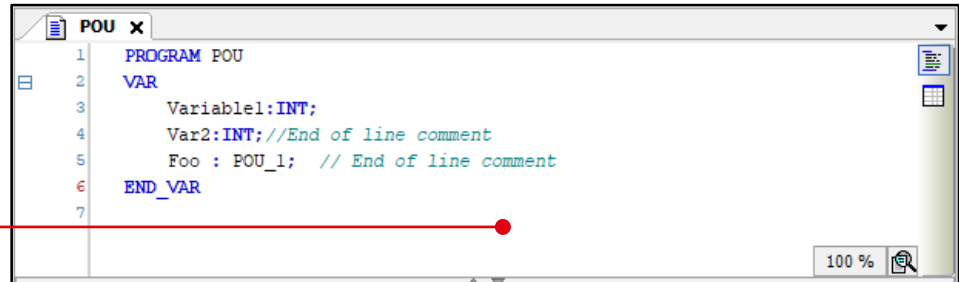 POU
1 PROGRAM POU
2 VAR
3 Variable1:INT;
4 Var2:INT;//End of line comment
5 Foo : POU_1;  // End of line comment
6 END_VAR
7
100 %